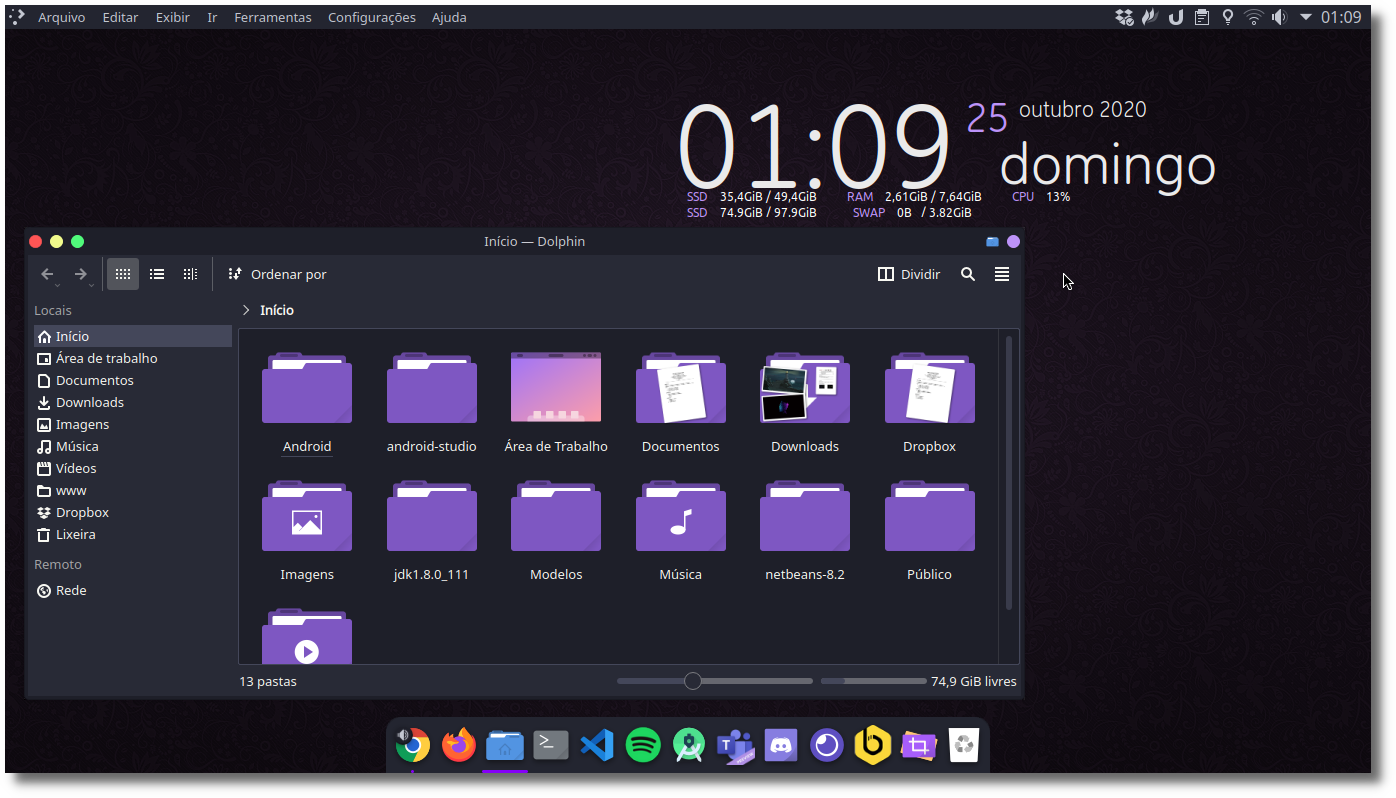 Arquivo Editar Exibir Ir Ferramentas Configurações Ajuda 01:09
01:09 25 outubro 2020
domingo
SSD 35,4GiB / 49,4GiB RAM 2,61GiB / 7,64GiB CPU 13%
SSD 74.9GiB / 97.9GiB SWAP 0B / 3.82GiB
Início — Dolphin
Ordenar por Dividir
Locais
Início
Início
Área de trabalho
Documentos
Downloads
Imagens
Música
Vídeos
www
Dropbox
Lixeira
Remoto
Rede
Android android-studio Área de Trabalho Documentos Downloads Dropbox
Imagens jdk1.8.0_111 Modelos Música netbeans-8.2 Público
13 pastas 74,9 GiB livres